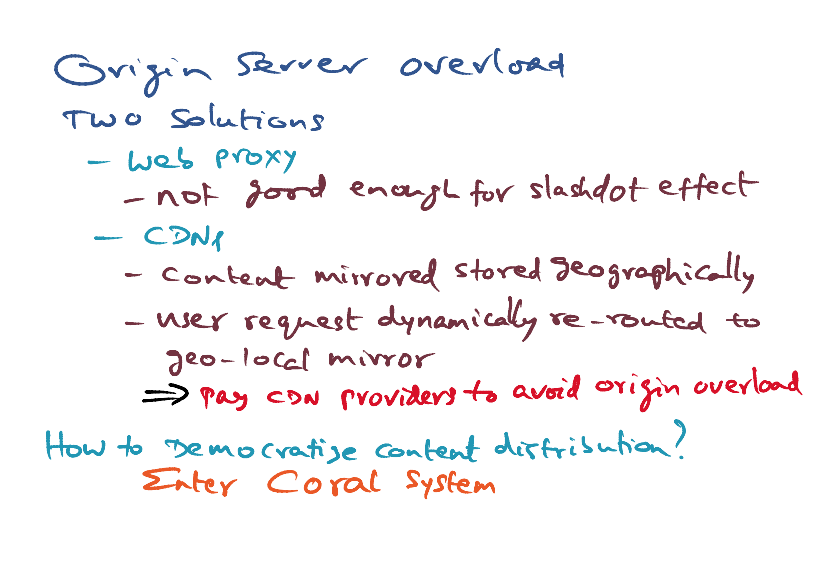 Origin Server overload
Two Solutions
- Web proxy
- not good enough for slashdot effect
- CDNs
- content mirrored stored geographically
- user request dynamically re-routed to
geo-local mirror
⇒ pay CDN providers to avoid origin overload
How to Democratize content distribution?
Enter Coral System